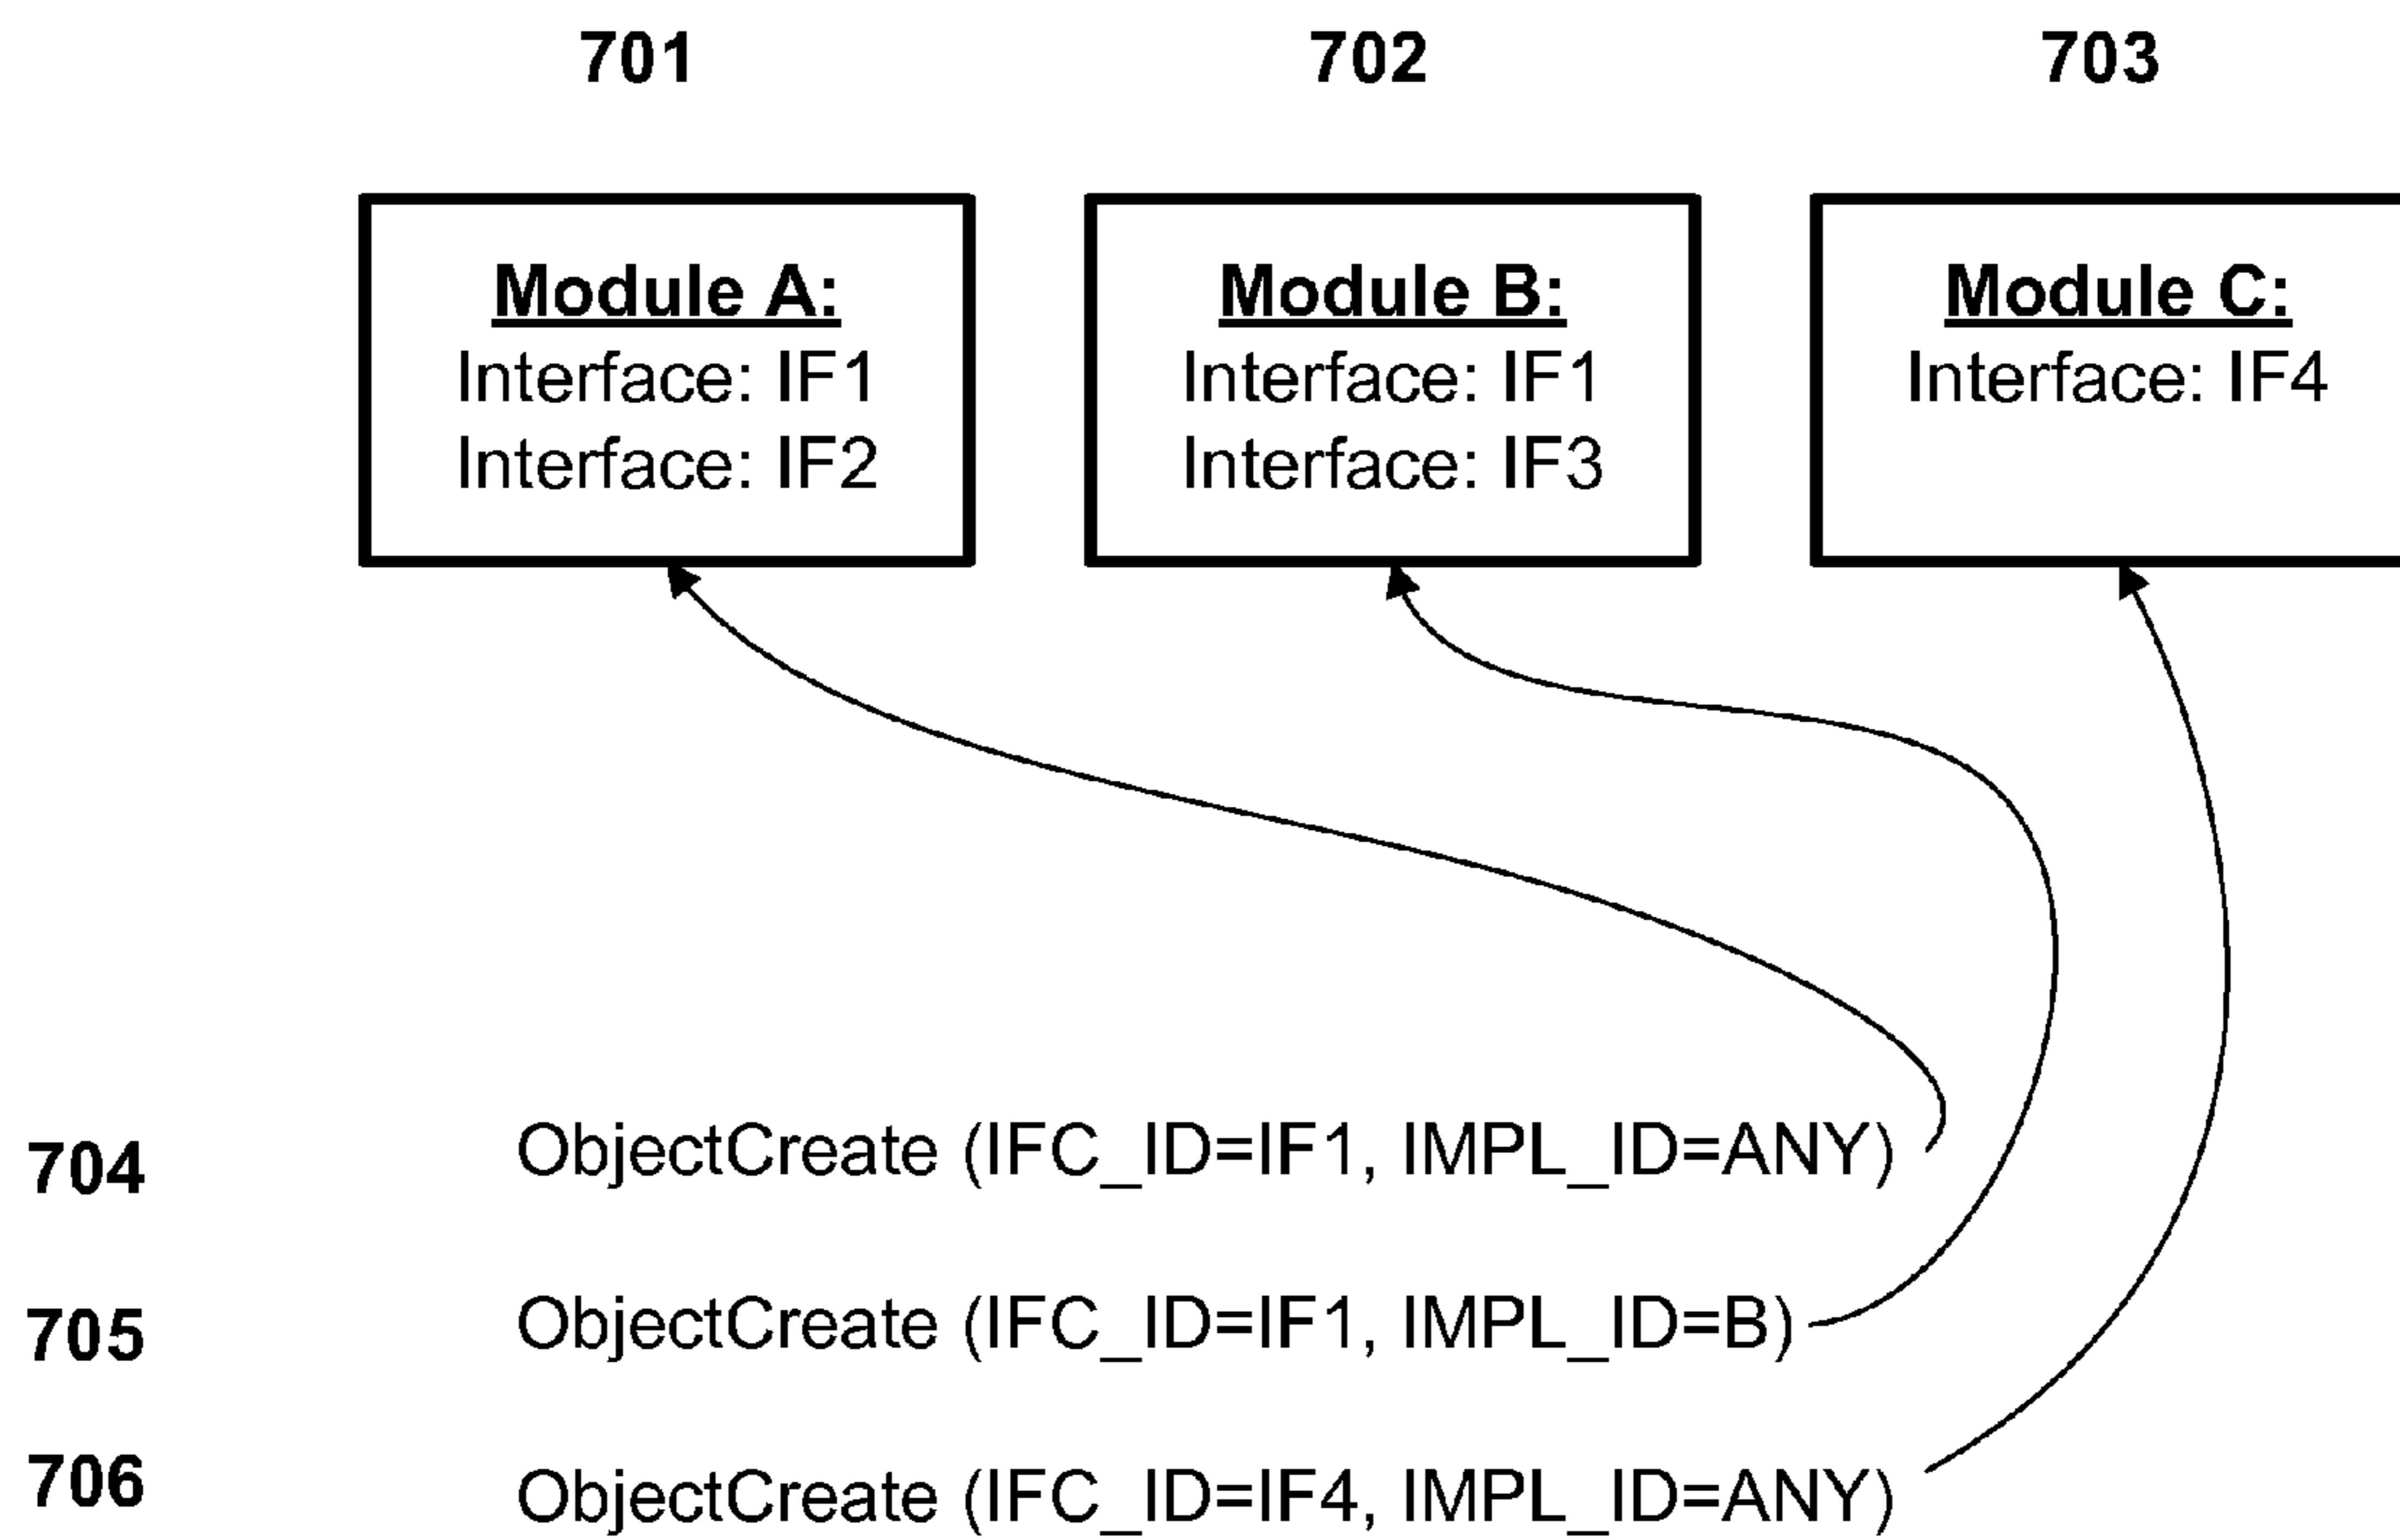 701 702 703
Module A: Module B: Module C:
Interface: IF1 Interface: IF1 Interface: IF4
Interface: IF2 Interface: IF3
704 ObjectCreate (IFC_ID=IF1, IMPL_ID=ANY)
705 ObjectCreate (IFC_ID=IF1, IMPL_ID=B)
706 ObjectCreate (IFC_ID=IF4, IMPL_ID=ANY)